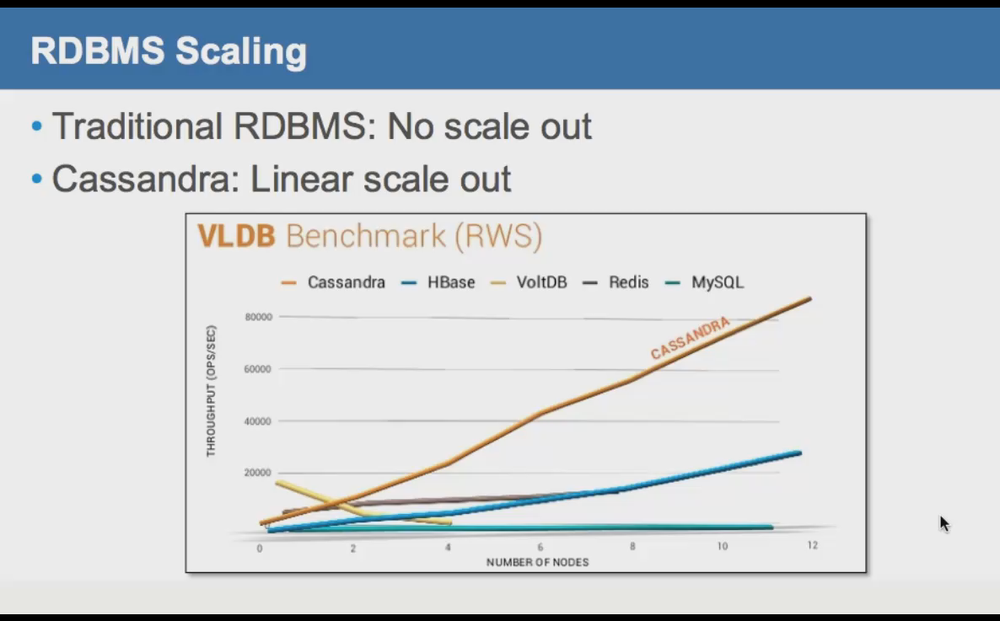 RDBMS Scaling
• Traditional RDBMS: No scale out
• Cassandra: Linear scale out
VLDB Benchmark (RWS)
Cassandra HBase VoltDB Redis MySQL
THROUGHPUT (OPS/SEC)
80000
60000
40000
20000
CASSANDRA
0 2 4 6 8 10 12
NUMBER OF NODES